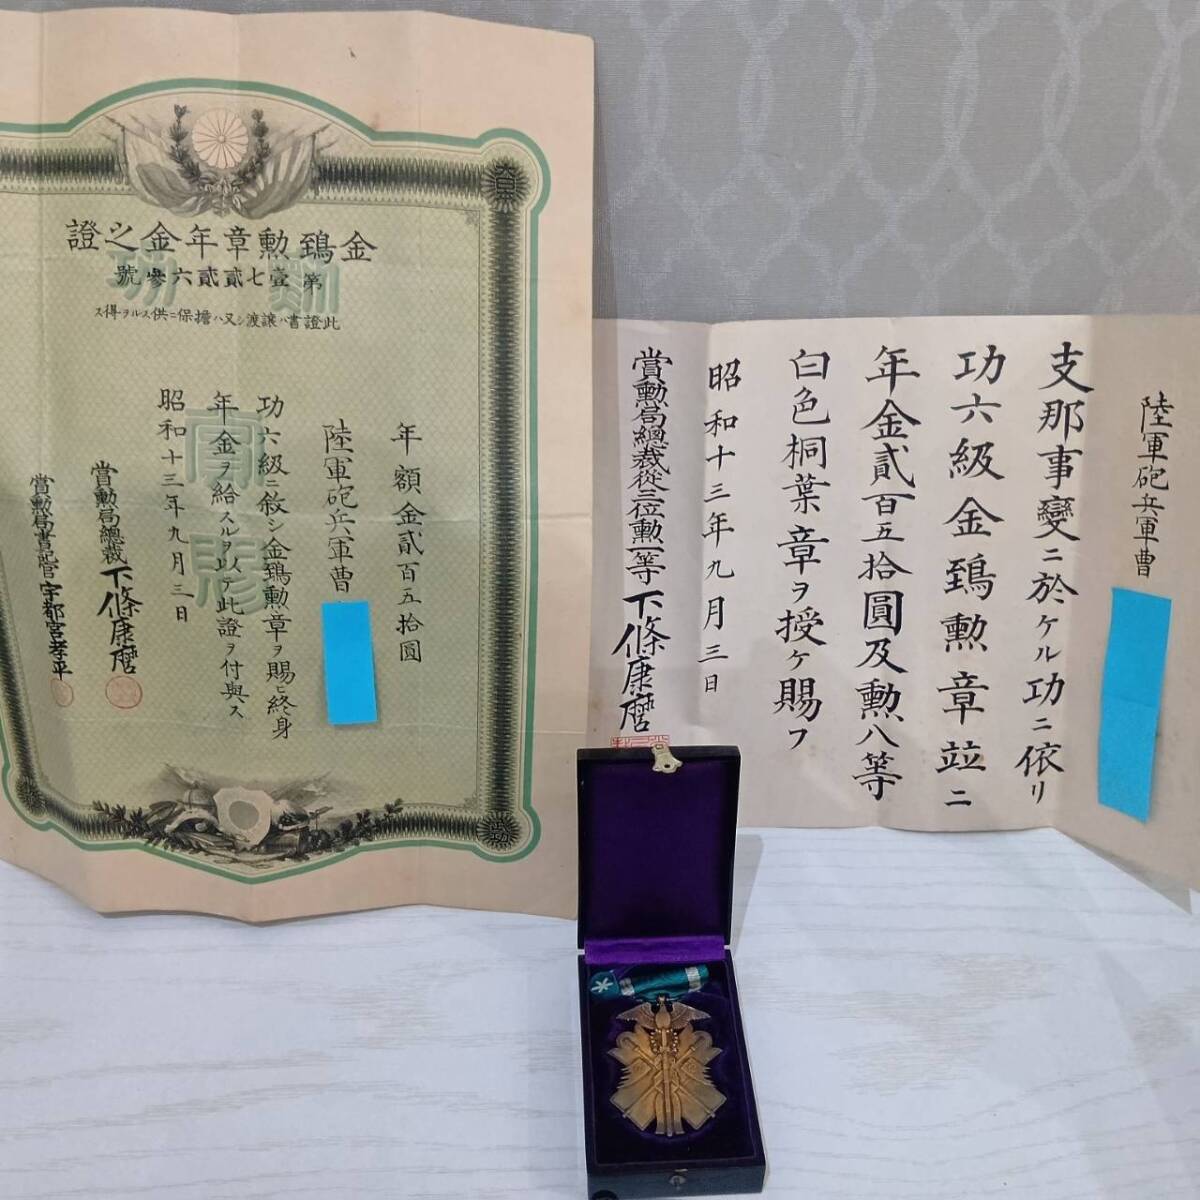 金鵄勲章年金之證
第壹七貳貳六参號
此證書ハ譲渡シ又ハ擔保ニ供スルヲ得ス
年額金貳百五拾圓
陸軍砲兵軍曹
功六級ニ敘シ金鵄勲章ヲ賜ヒ終身
年金ヲ給スルヲ以テ此證ヲ付與ス
昭和十三年九月三日
賞勲局總裁 下條康麿
賞勲局書記官 宇都宮孝平
陸軍砲兵軍曹
支那事變ニ於ケル功ニ依リ
功六級金鵄勲章竝ニ
年金貳百五拾圓及勲八等
白色桐葉章ヲ授ケ賜フ
昭和十三年九月三日
賞勲局總裁從三位勲一等下條康麿